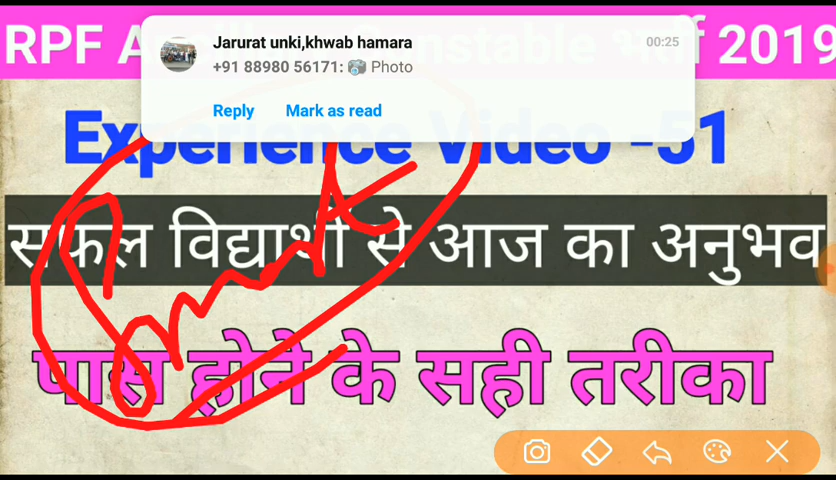 RPF
भर्ती 2019
Jarurat unki,khwab hamara
00:25
+91 88980 56171: Photo
Reply
Mark as read
Experience Video -51
सफल विद्यार्थी से आज का अनुभव
पास होने के सही तरीका